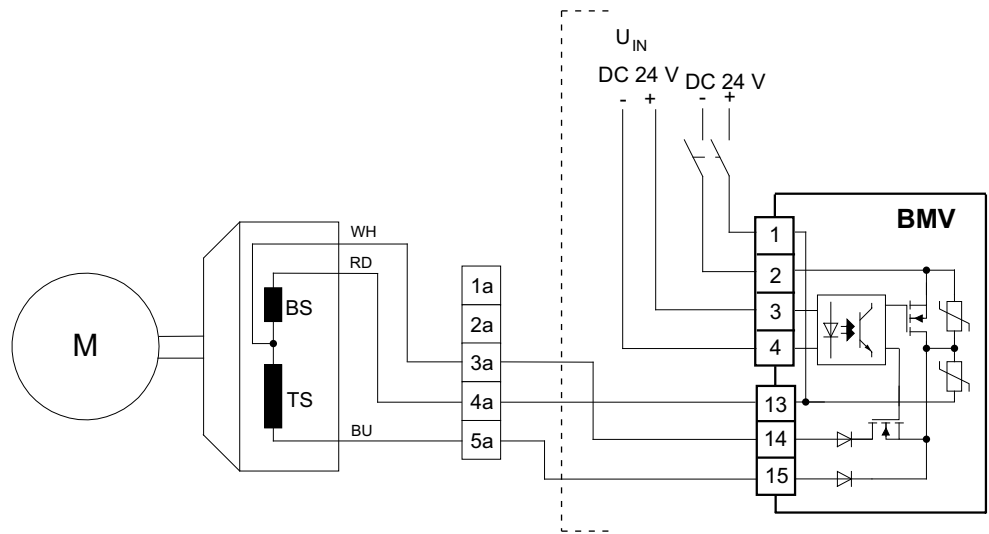 U IN
DC 24 V DC 24 V
- + - +
BMV
1
2
3
4
13
14
15
WH
RD
BS
TS
BU
M
1a
2a
3a
4a
5a